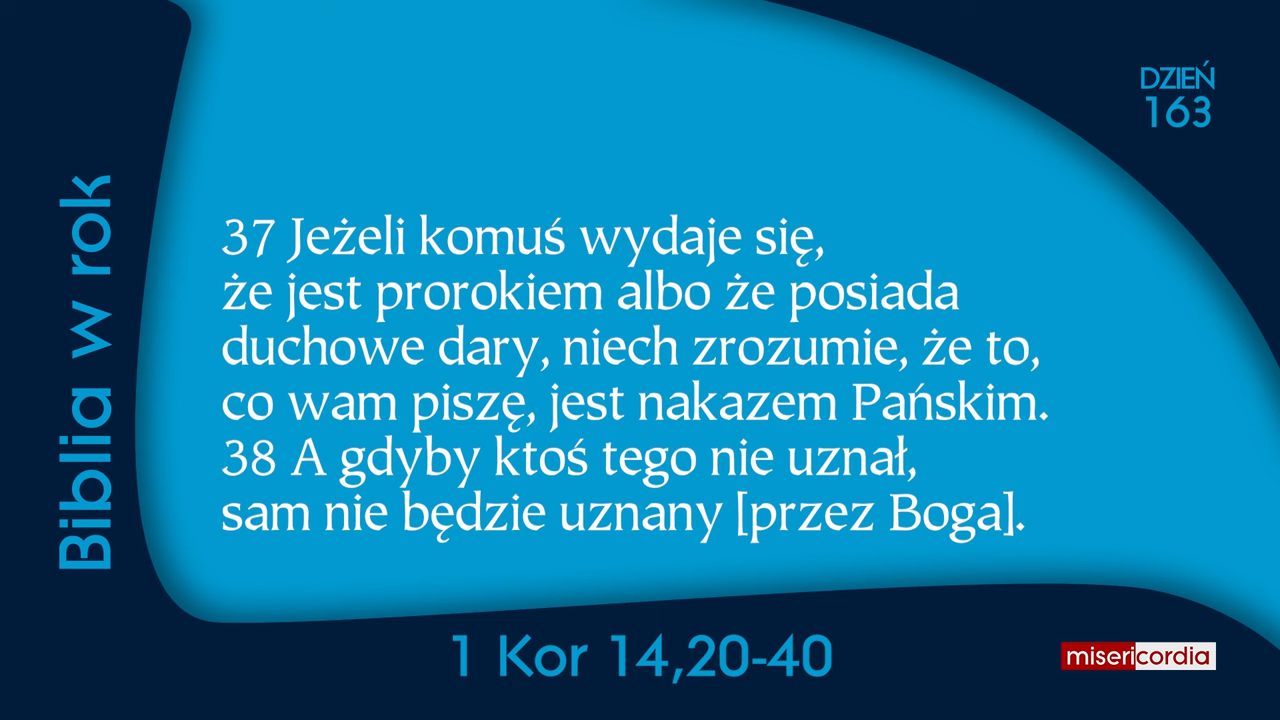 DZIEŃ
163
Biblia w rok
37 Jeżeli komuś wydaje się,
że jest prorokiem albo że posiada
duchowe dary, niech zrozumie, że to,
co wam piszę, jest nakazem Pańskim.
38 A gdyby ktoś tego nie uznał,
sam nie będzie uznany [przez Boga].
1 Kor 14,20-40
misericordia